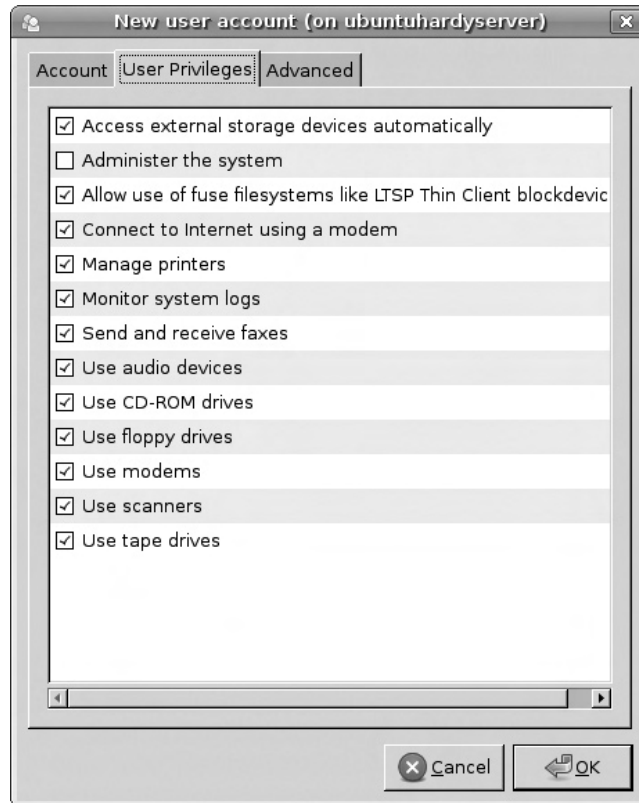 New user account (on ubuntuhardyserver)
Account User Privileges Advanced
Access external storage devices automatically
Administer the system
Allow use of fuse filesystems like LTSP Thin Client blockdevic
Connect to Internet using a modem
Manage printers
Monitor system logs
Send and receive faxes
Use audio devices
Use CD-ROM drives
Use floppy drives
Use modems
Use scanners
Use tape drives
Cancel OK